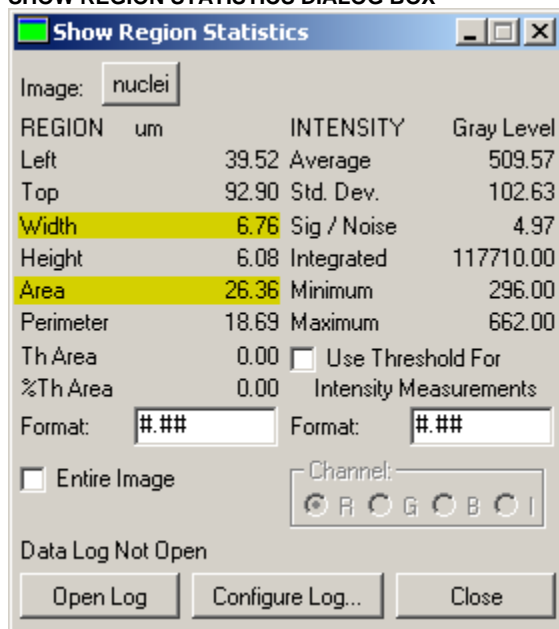 SHOW REGION STATISTICS DIALOG BOX
Show Region Statistics
Image: nuclei
REGION um INTENSITY Gray Level
Left 39.52 Average 509.57
Top 92.90 Std. Dev. 102.63
Width 6.76 Sig / Noise 4.97
Height 6.08 Integrated 117710.00
Area 26.36 Minimum 296.00
Perimeter 18.69 Maximum 662.00
Th Area 0.00 Use Threshold For
%Th Area 0.00 Intensity Measurements
Format: #.## Format: #.##
Entire Image Channel:
R G B I
Data Log Not Open
Open Log Configure Log... Close